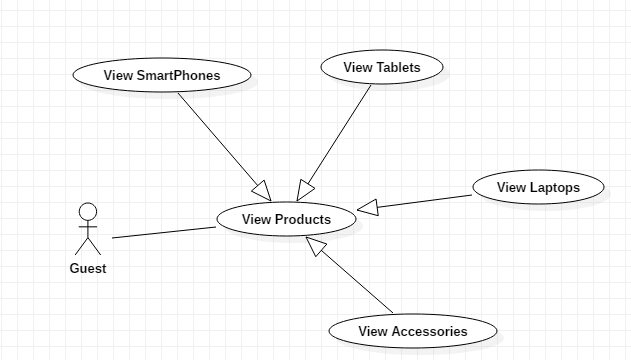 View SmartPhones
View Tablets
View Laptops
View Products
Guest
View Accessories